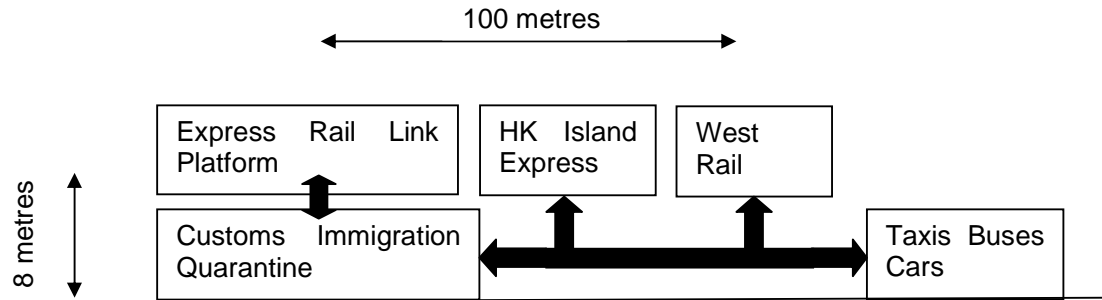 100 metres
Express Rail Link
Platform
HK Island
Express
West
Rail
8 metres
Customs Immigration
Quarantine
Taxis Buses
Cars